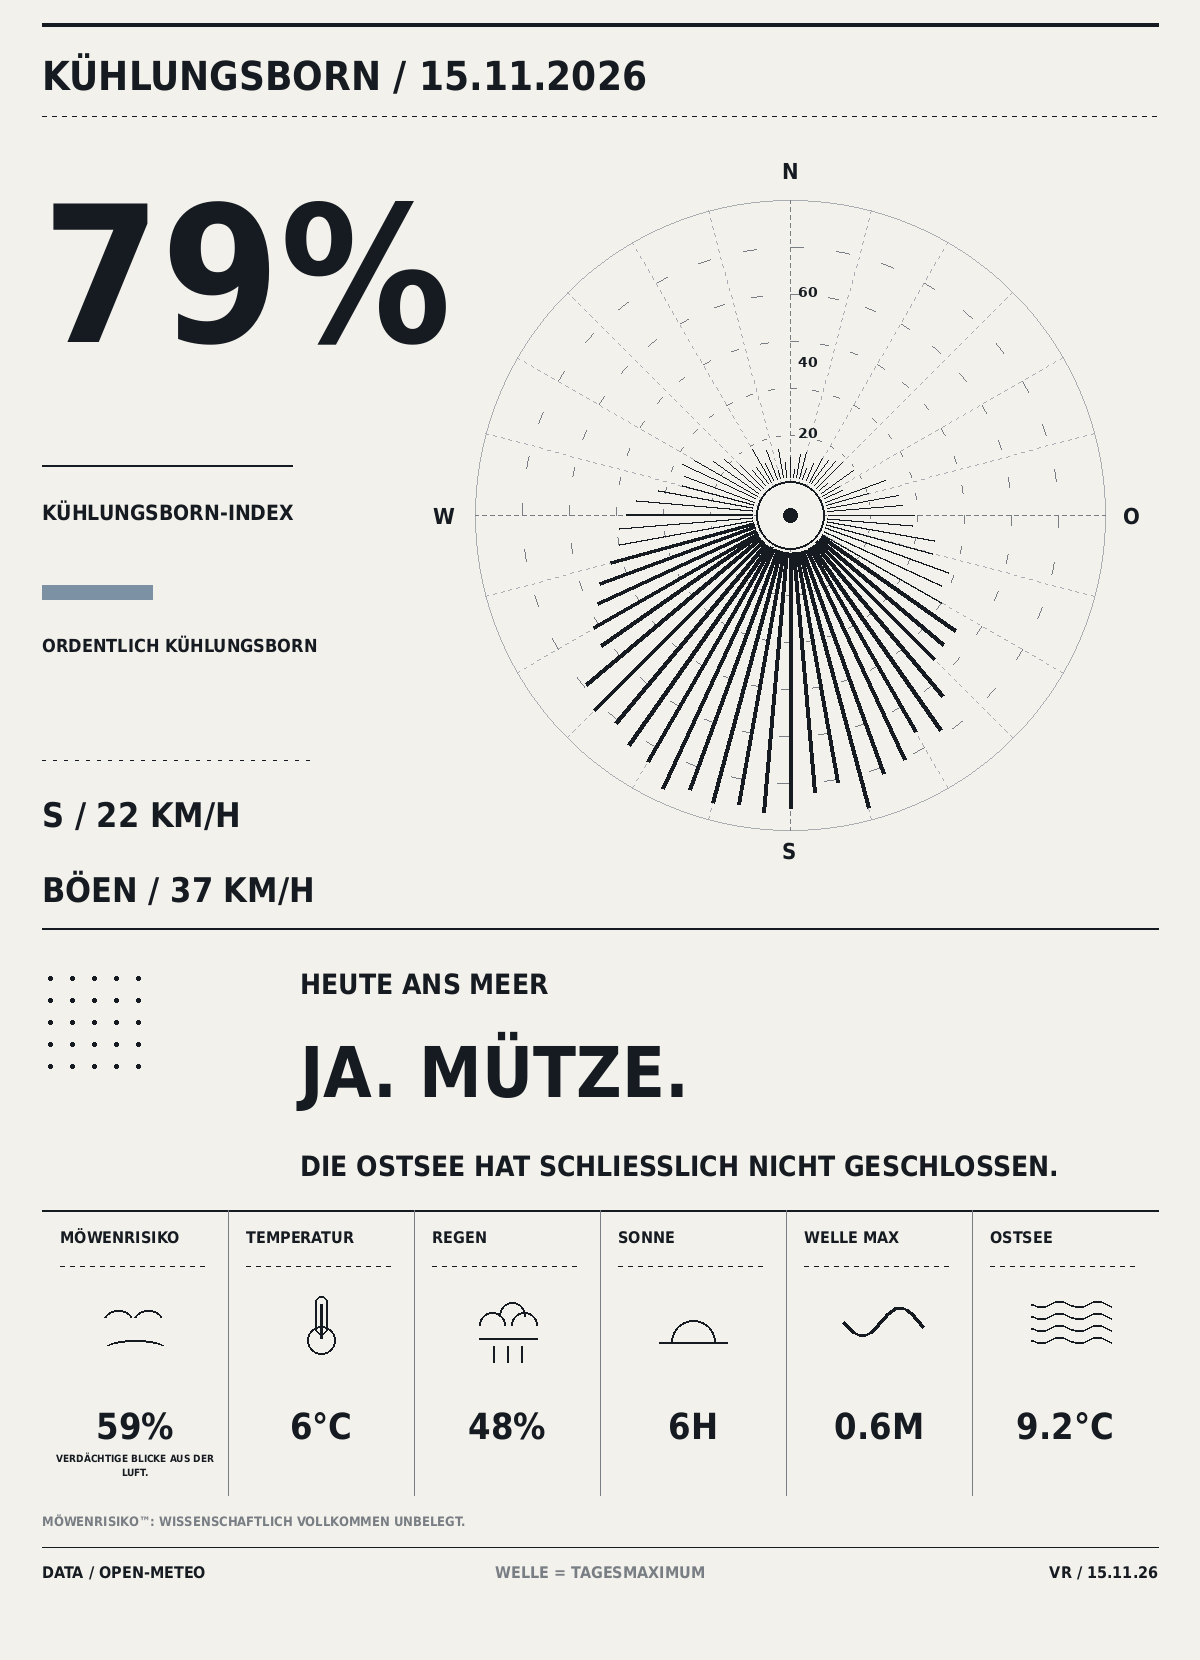 KÜHLUNGSBORN / 15.11.2026
79%
KÜHLUNGSBORN-INDEX
ORDENTLICH KÜHLUNGSBORN
S / 22 KM/H
BÖEN / 37 KM/H
N
60
40
20
W
O
S
HEUTE ANS MEER
JA. MÜTZE.
DIE OSTSEE HAT SCHLIESSLICH NICHT GESCHLOSSEN.
MÖWENRISIKO
59%
VERDÄCHTIGE BLICKE AUS DER
LUFT.
TEMPERATUR
6°C
REGEN
48%
SONNE
6H
WELLE MAX
0.6M
OSTSEE
9.2°C
MÖWENRISIKO™: WISSENSCHAFTLICH VOLLKOMMEN UNBELEGT.
DATA / OPEN-METEO
WELLE = TAGESMAXIMUM
VR / 15.11.26